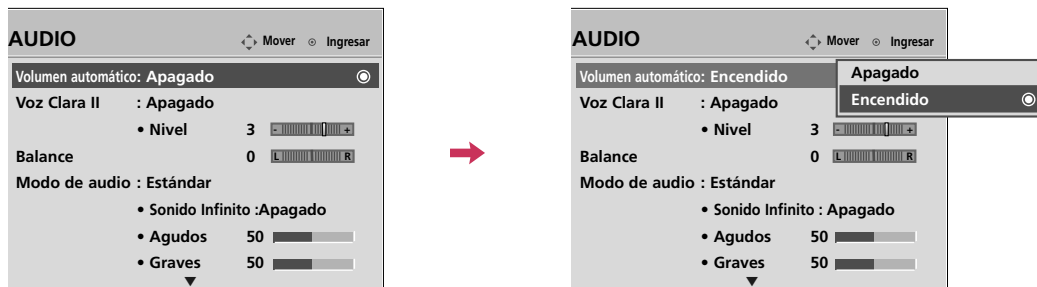 AUDIO Mover Ingresar
Volumen automático: Apagado
Voz Clara II : Apagado
• Nivel 3 - +
Balance 0 L R
Modo de audio : Estándar
• Sonido Infinito :Apagado
• Agudos 50
• Graves 50
AUDIO Mover Ingresar
Volumen automático: Encendido
Apagado
Encendido
Voz Clara II : Apagado
• Nivel 3 - +
Balance 0 L R
Modo de audio : Estándar
• Sonido Infinito : Apagado
• Agudos 50
• Graves 50